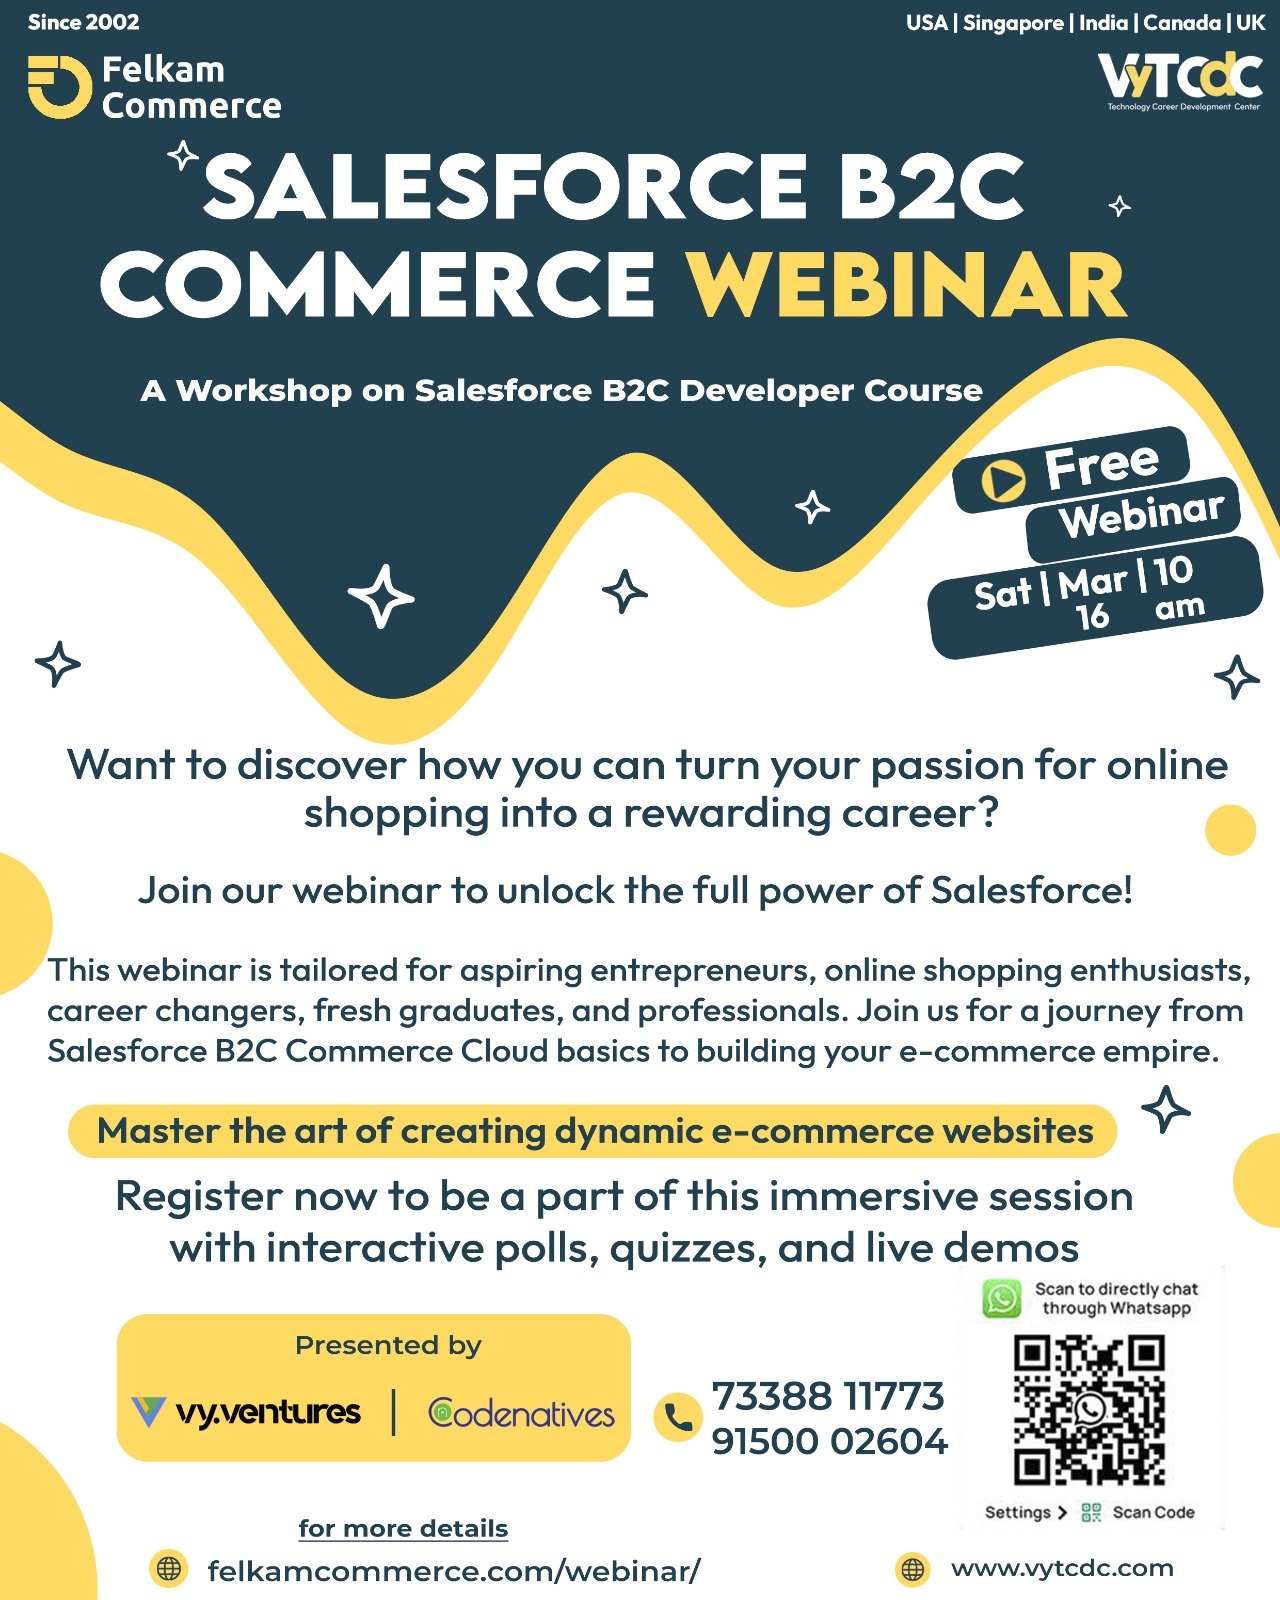 Since 2002
USA | Singapore | India | Canada | UK
Felkam
Commerce
VyTCdC
Technology Career Development Center
SALESFORCE B2C
COMMERCE WEBINAR
A Workshop on Salesforce B2C Developer Course
Free
Webinar
Sat | Mar | 10
16 am
Want to discover how you can turn your passion for online
shopping into a rewarding career?
Join our webinar to unlock the full power of Salesforce!
This webinar is tailored for aspiring entrepreneurs, online shopping enthusiasts,
career changers, fresh graduates, and professionals. Join us for a journey from
Salesforce B2C Commerce Cloud basics to building your e-commerce empire.
Master the art of creating dynamic e-commerce websites
Register now to be a part of this immersive session
with interactive polls, quizzes, and live demos
Scan to directly chat
through Whatsapp
Presented by
vy.ventures | Codenatives
73388 11773
91500 02604
Settings > Scan Code
for more details
felkamcommerce.com/webinar/
www.vytcdc.com